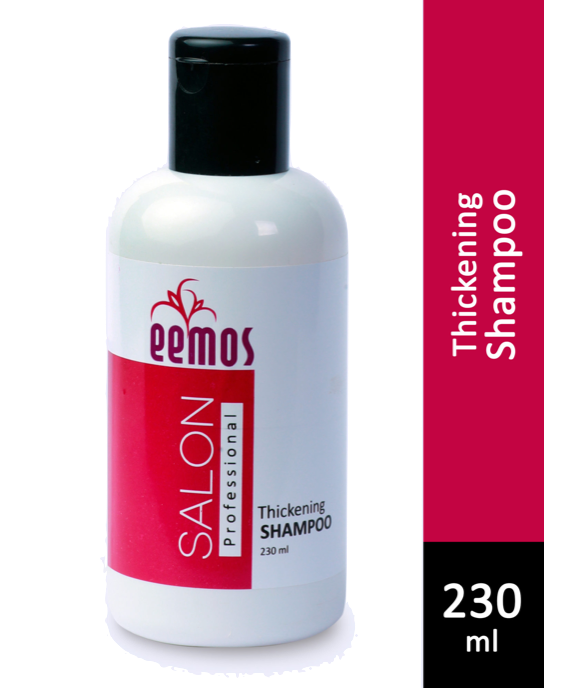 eemos
SALON
Professional
Thickening
SHAMPOO
230 ml
Thickening
Shampoo
230
ml